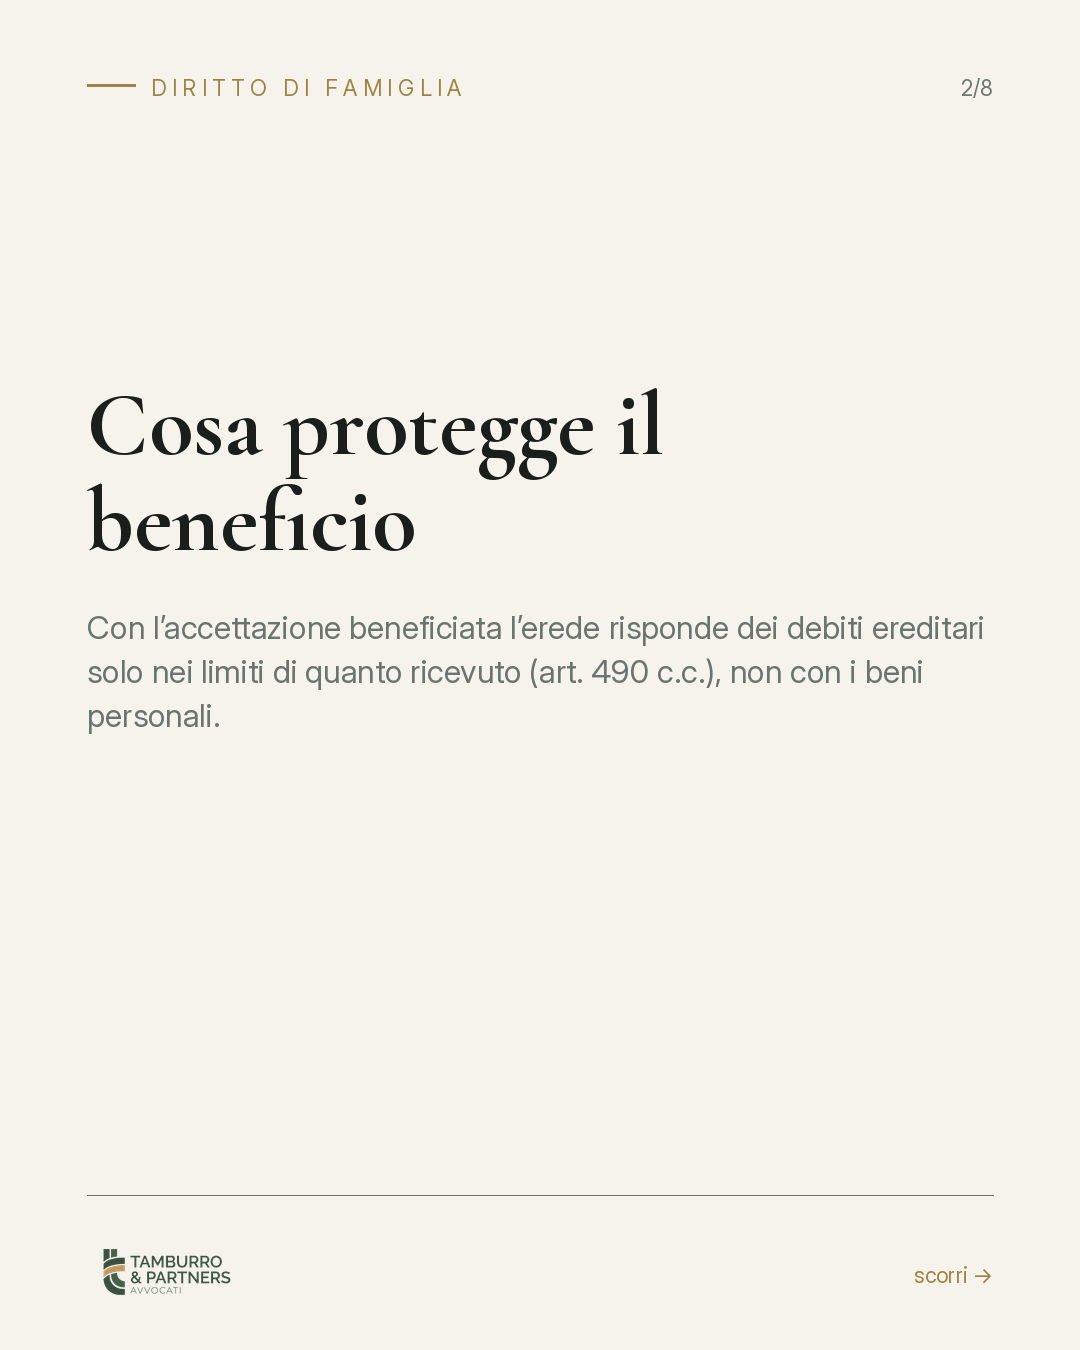 DIRITTO DI FAMIGLIA
2/8
Cosa protegge il
beneficio
Con l’accettazione beneficiata l’erede risponde dei debiti ereditari
solo nei limiti di quanto ricevuto (art. 490 c.c.), non con i beni
personali.
TAMBURRO
& PARTNERS
AVVOCATI
scorri →